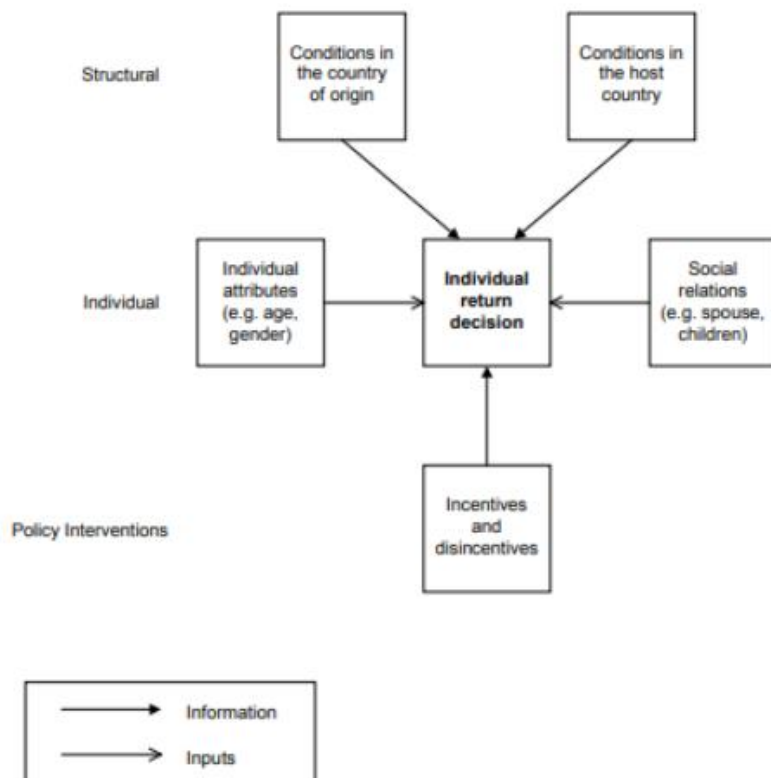 Structural
Conditions in
the country
of origin
Conditions in
the host
country
Individual
Individual
attributes
(e.g. age,
gender)
Individual
return
decision
Social
relations
(e.g. spouse,
children)
Policy Interventions
Incentives
and
disincentives
Information
Inputs